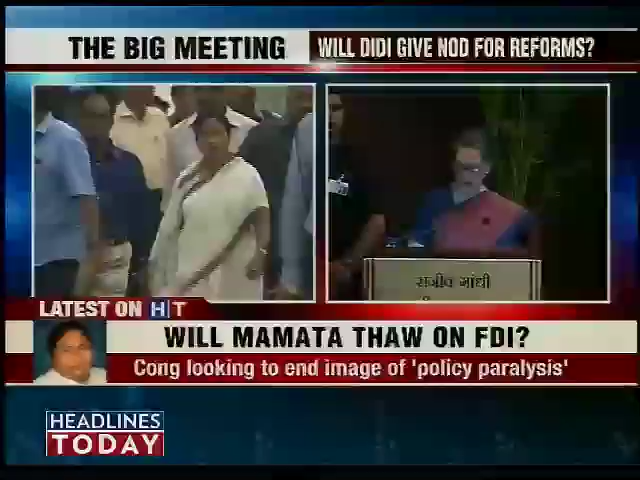 THE BIG MEETING
WILL DIDI GIVE NOD FOR REFORMS?
राजीव गांधी
LATEST ON HT
WILL MAMATA THAW ON FDI?
Cong looking to end image of 'policy paralysis'
HEADLINES
TODAY